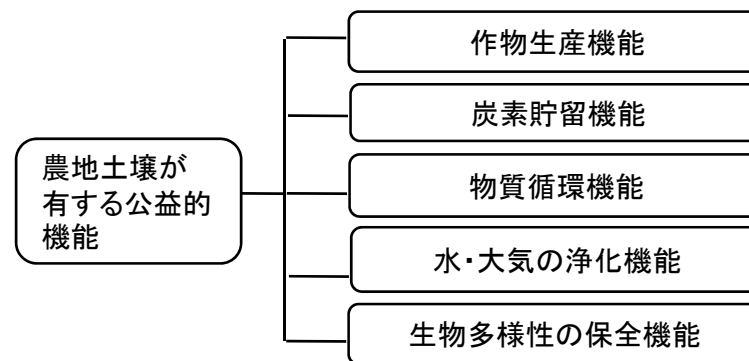 作物生産機能
炭素貯留機能
農地土壌が
有する公益的
機能
物質循環機能
水・大気の浄化機能
生物多様性の保全機能